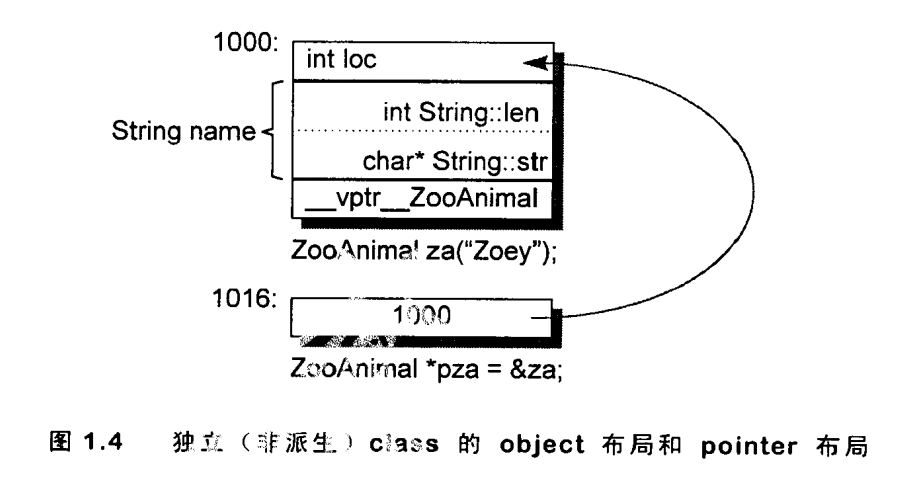 1000:
int loc
int String::len
String name
char* String::str
__vptr__ZooAnimal
ZooAnimal za("Zoey");
1016:
1000
ZooAnimal *pza = &za;
图 1.4 独立（非派生）class 的 object 布局和 pointer 布局